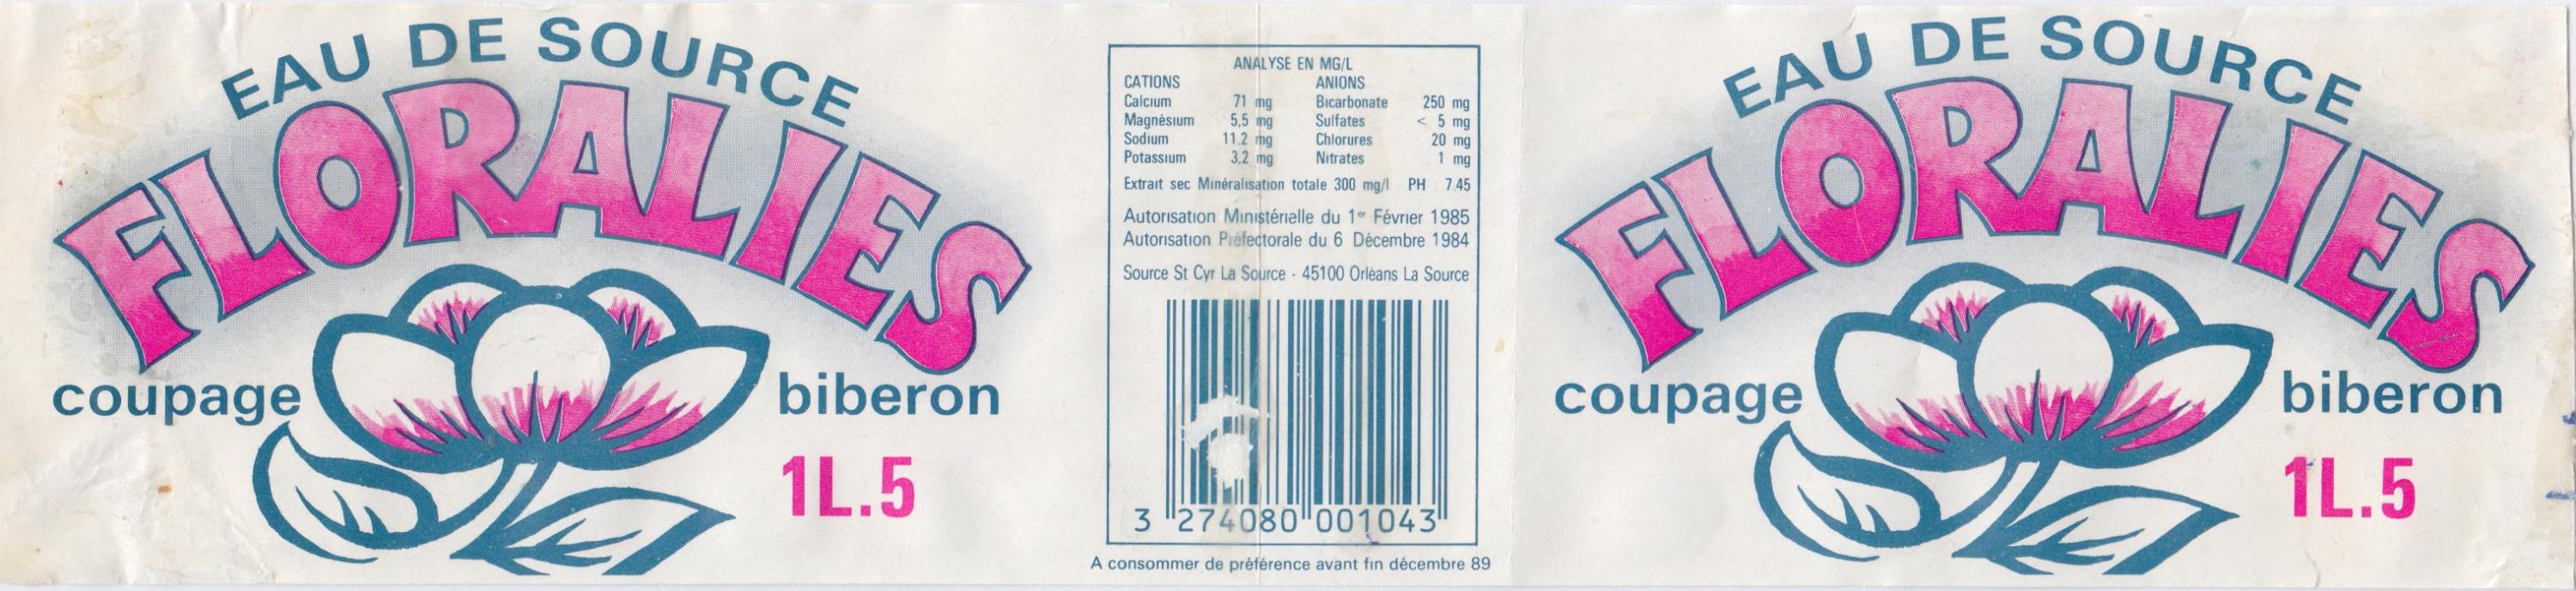 EAU DE SOURCE
FLORALIES
coupage biberon
1L.5
ANALYSE EN MG/L
CATIONS ANIONS
Calcium 71 mg Bicarbonate 250 mg
Magnésium 5,5 mg Sulfates < 5 mg
Sodium 11.2 mg Chlorures 20 mg
Potassium 3,2 mg Nitrates 1 mg
Extrait sec Minéralisation totale 300 mg/l PH 7.45
Autorisation Ministérielle du 1er Février 1985
Autorisation Préfectorale du 6 Décembre 1984
Source St Cyr La Source - 45100 Orléans La Source
3 274080 001043
A consommer de préférence avant fin décembre 89
EAU DE SOURCE
FLORALIES
coupage biberon
1L.5